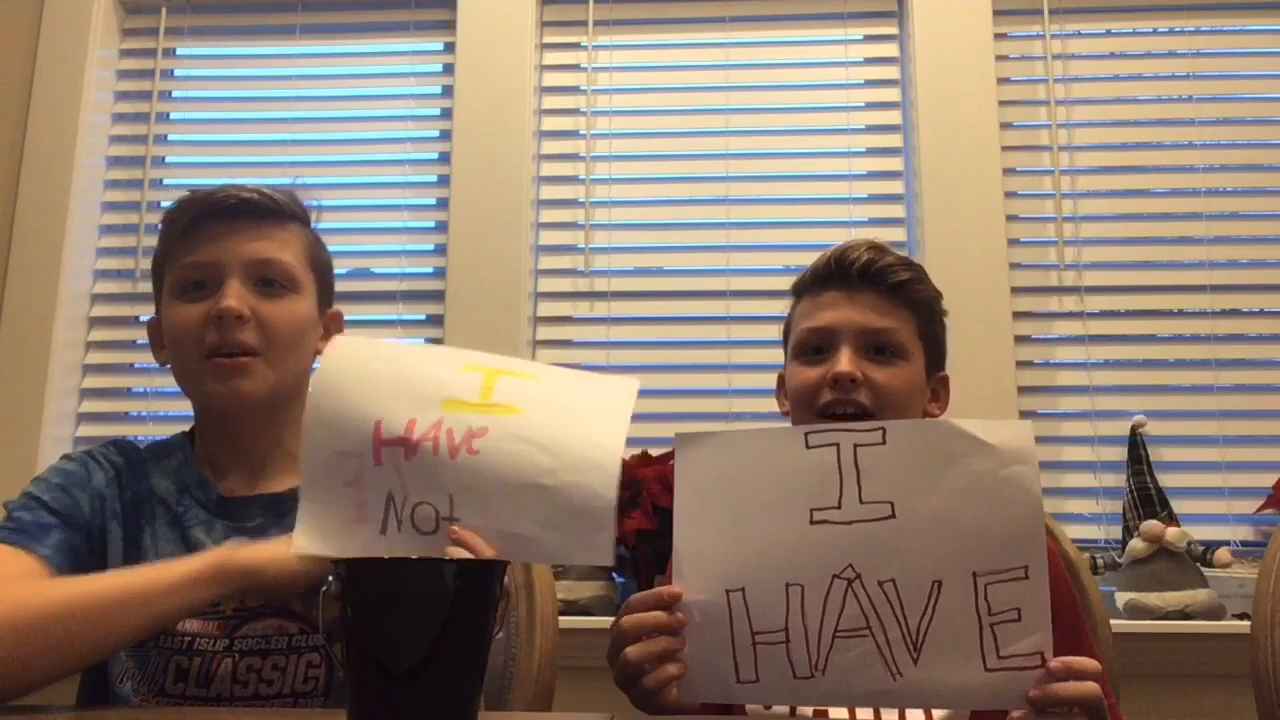 I
HAve
Not
I
HAVE
ANNUAL
EAST ISLIP SOCCER CLUB
CLASSIC